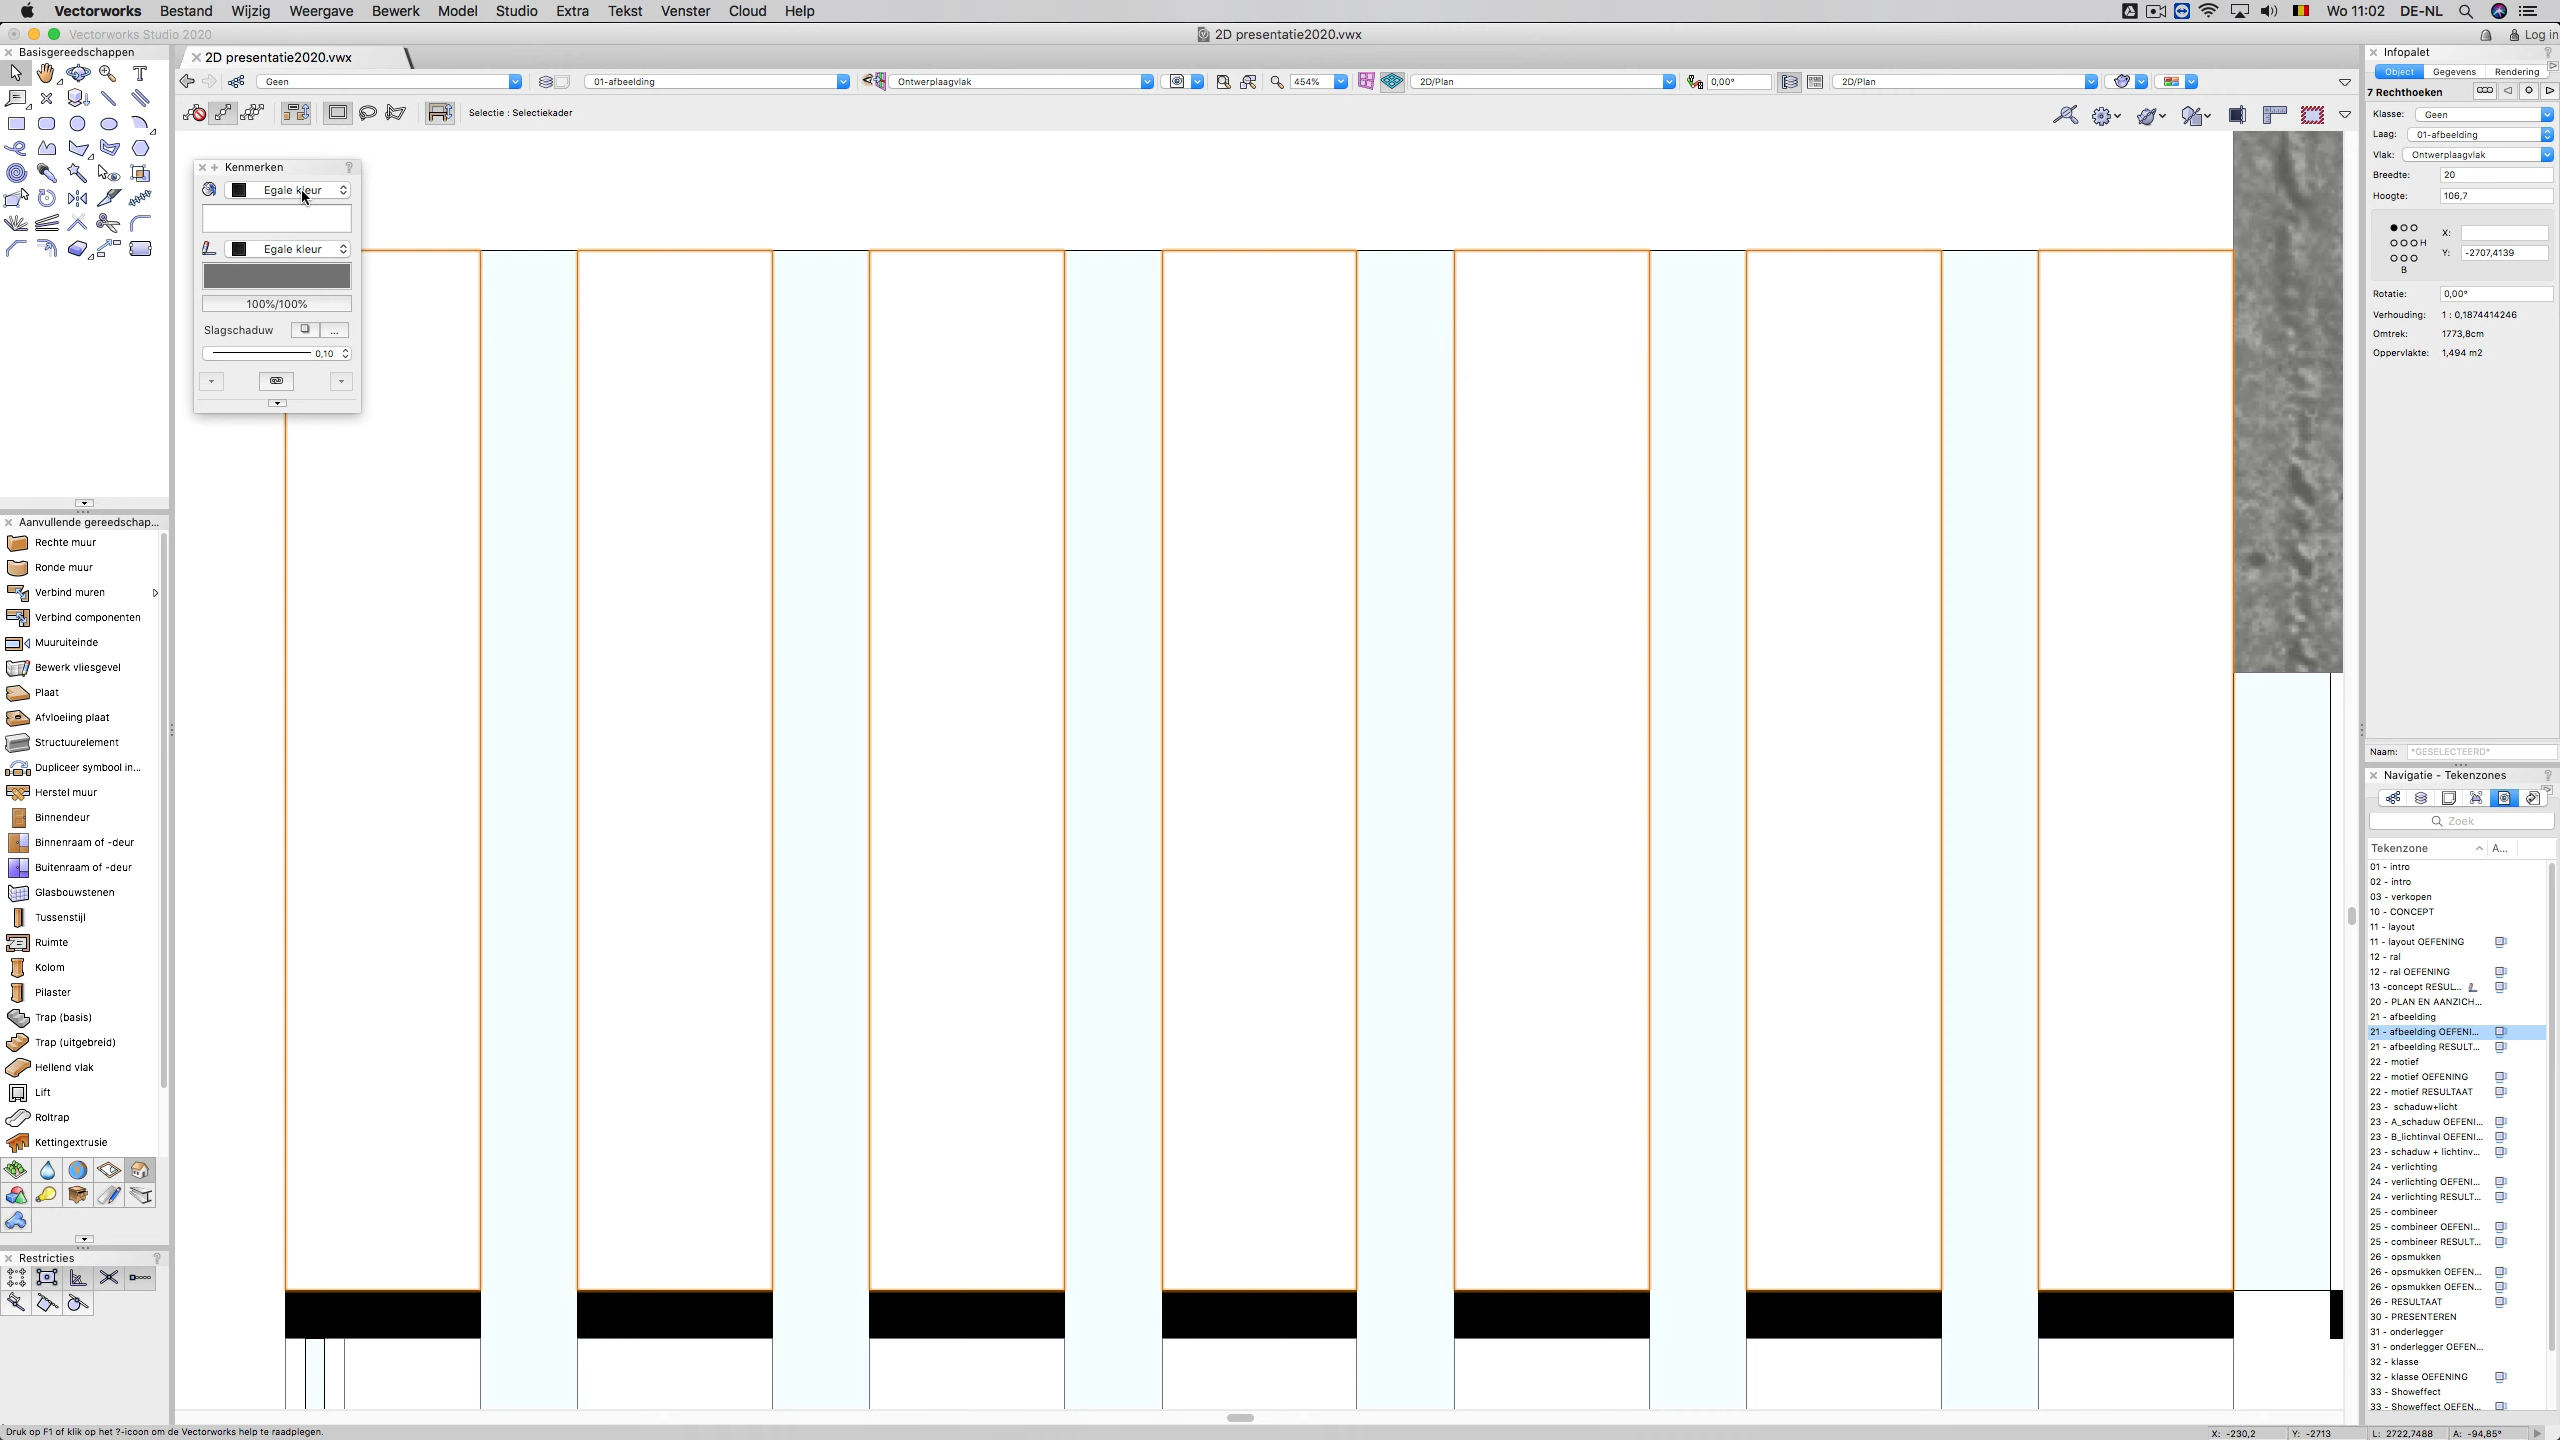 Vectorworks Bestand Wijzig Weergave Bewerk Model Studio Extra Tekst Venster Cloud Help
Wo 11:02 DE-NL
Vectorworks Studio 2020
2D presentatie2020.vwx
Log in
Basisgereedschappen
2D presentatie2020.vwx
Geen
01-afbeelding
Ontwerplaagvlak
454%
2D/Plan
0,00°
2D/Plan
Selectie : Selectiekader
Kenmerken
?
Egale kleur
Egale kleur
100%/100%
Slagschaduw
...
0,10
Aanvullende gereedschap...
Rechte muur
Ronde muur
Verbind muren
Verbind componenten
Muuruiteinde
Bewerk vliesgevel
Plaat
Afvloeiing plaat
Structuurelement
Dupliceer symbool in...
Herstel muur
Binnendeur
Binnenraam of -deur
Buitenraam of -deur
Glasbouwstenen
Tussenstijl
Ruimte
Kolom
Pilaster
Trap (basis)
Trap (uitgebreid)
Hellend vlak
Lift
Roltrap
Kettingextrusie
Restricties
?
Infopalet
?
Object Gegevens Rendering
7 Rechthoeken
Klasse: Geen
Laag: 01-afbeelding
Vlak: Ontwerplaagvlak
Breedte: 20
Hoogte: 106,7
H
B
X:
Y: -2707,4139
Rotatie: 0,00°
Verhouding: 1 : 0,1874414246
Omtrek: 1773,8cm
Oppervlakte: 1,494 m2
Naam: *GESELECTEERD*
Navigatie - Tekenzones
?
Zoek
Tekenzone A...
01 - intro
02 - intro
03 - verkopen
10 - CONCEPT
11 - layout
11 - layout OEFENING
12 - ral
12 - ral OEFENING
13 -concept RESUL...
20 - PLAN EN AANZICH...
21 - afbeelding
21 - afbeelding OEFENI...
21 - afbeelding RESULT...
22 - motief
22 - motief OEFENING
22 - motief RESULTAAT
23 - schaduw+licht
23 - A_schaduw OEFENI...
23 - B_lichtinval OEFENI...
23 - schaduw + lichtinv...
24 - verlichting
24 - verlichting OEFENI...
24 - verlichting RESULT...
25 - combineer
25 - combineer OEFENI...
25 - combineer RESULT...
26 - opsmukken
26 - opsmukken OEFEN...
26 - opsmukken OEFEN...
26 - RESULTAAT
30 - PRESENTEREN
31 - onderlegger
31 - onderlegger OEFEN...
32 - klasse
32 - klasse OEFENING
33 - Showeffect
33 - Showeffect OEFEN...
Druk op F1 of klik op het ?-icoon om de Vectorworks help te raadplegen.
X: -230,2 Y: -2713 L: 2722,7488 A: -94,85°